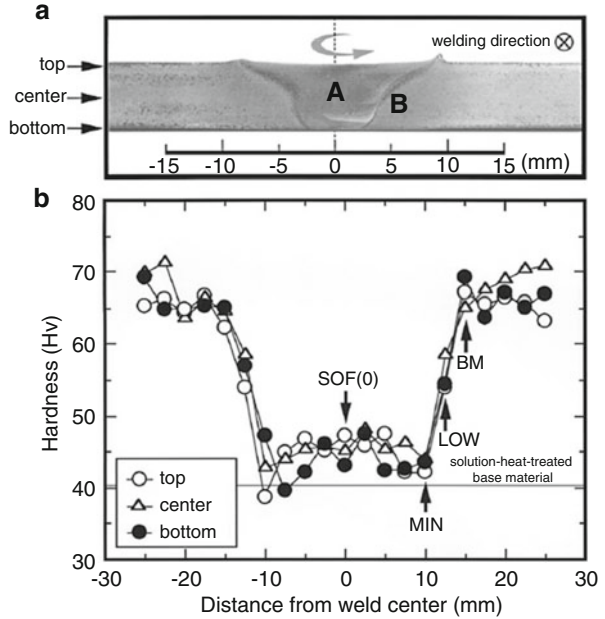 a
welding direction
top
center
bottom
A
B
-15 -10 -5 0 5 10 15 (mm)
b
80
70
60
50
40
30
Hardness (Hv)
SOF(0)
BM
LOW
solution-heat-treated
base material
MIN
top
center
bottom
-30 -20 -10 0 10 20 30
Distance from weld center (mm)